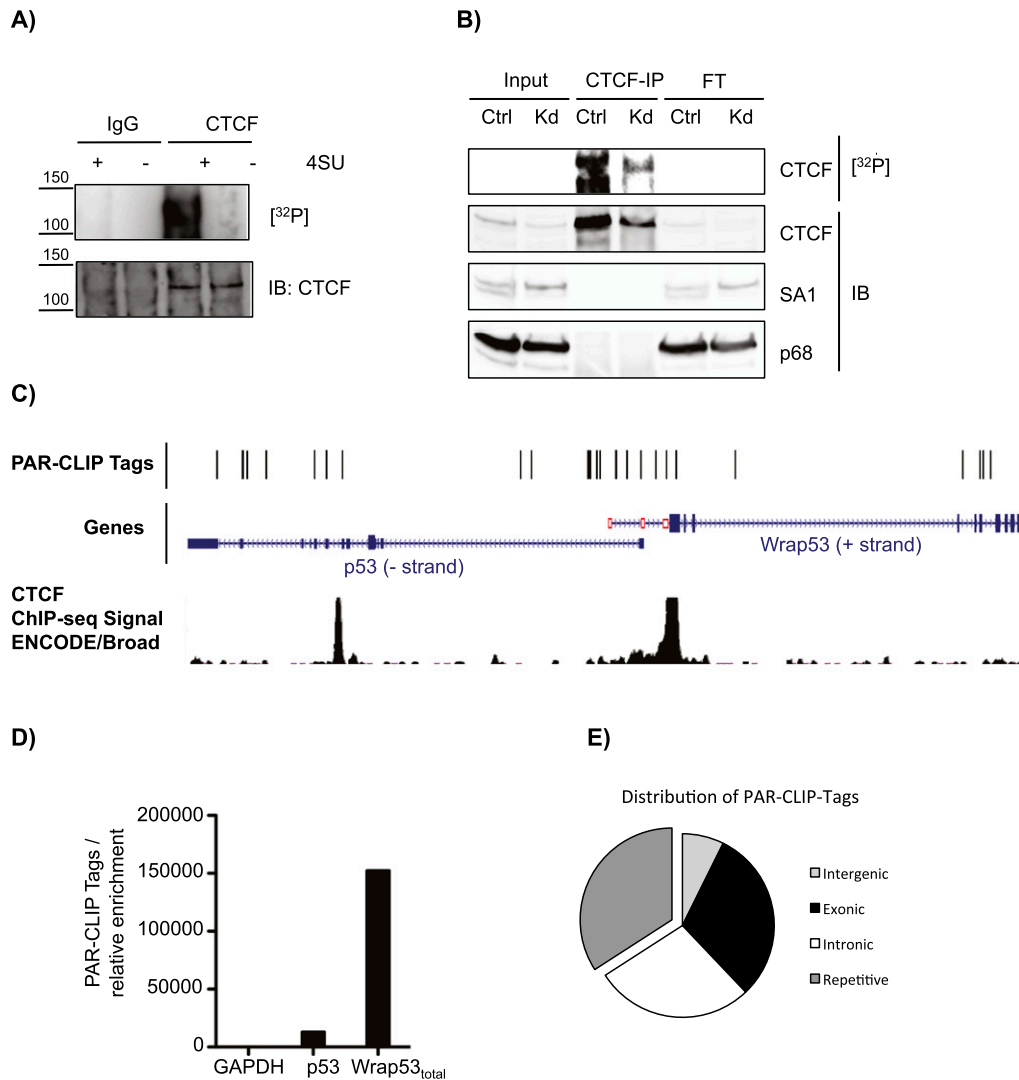 A)
IgG CTCF
+ - + - 4SU
150
100
[32P]
150
100
IB: CTCF
B)
Input CTCF-IP FT
Ctrl Kd Ctrl Kd Ctrl Kd
CTCF [32P]
CTCF
SA1 IB
p68
C)
PAR-CLIP Tags
Genes
Wrap53 (+ strand)
p53 (- strand)
CTCF
ChIP-seq Signal
ENCODE/Broad
D)
PAR-CLIP Tags /
relative enrichment
200000
150000
100000
50000
0
GAPDH p53 Wrap53total
E)
Distribution of PAR-CLIP-Tags
Intergenic
Exonic
Intronic
Repetitive